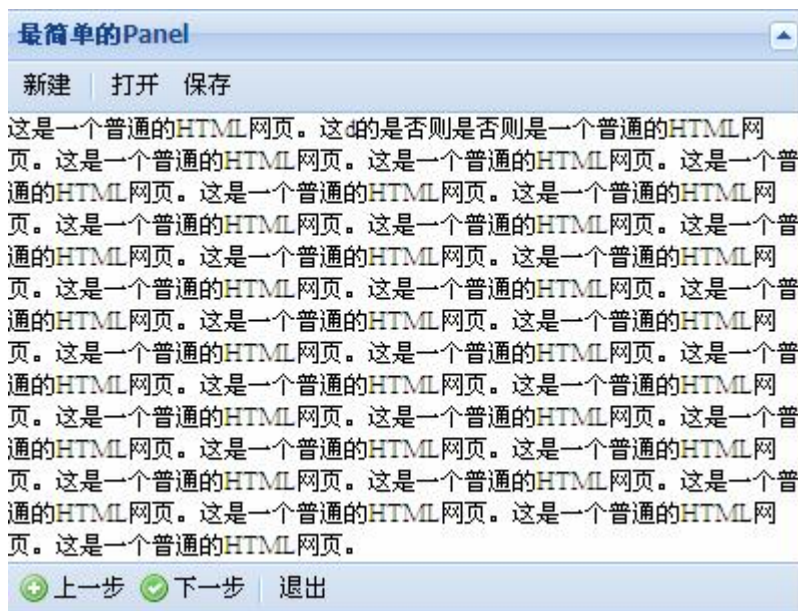 最简单的Panel
新建 打开 保存
这是一个普通的HTML网页。这d的是否则是否则是一个普通的HTML网
页。这是一个普通的HTML网页。这是一个普通的HTML网页。这是一个普
通的HTML网页。这是一个普通的HTML网页。这是一个普通的HTML网
页。这是一个普通的HTML网页。这是一个普通的HTML网页。这是一个普
通的HTML网页。这是一个普通的HTML网页。这是一个普通的HTML网
页。这是一个普通的HTML网页。这是一个普通的HTML网页。这是一个普
通的HTML网页。这是一个普通的HTML网页。这是一个普通的HTML网
页。这是一个普通的HTML网页。这是一个普通的HTML网页。这是一个普
通的HTML网页。这是一个普通的HTML网页。这是一个普通的HTML网
页。这是一个普通的HTML网页。这是一个普通的HTML网页。这是一个普
通的HTML网页。这是一个普通的HTML网页。这是一个普通的HTML网
页。这是一个普通的HTML网页。这是一个普通的HTML网页。这是一个普
通的HTML网页。这是一个普通的HTML网页。这是一个普通的HTML网
页。这是一个普通的HTML网页。
上一步 下一步 退出